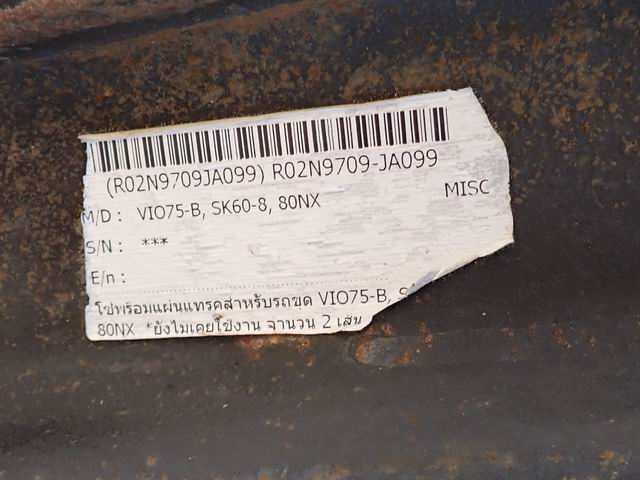 (R02N9709JA099) R02N9709-JA099
MISC
M/D : VIO75-B, SK60-8, 80NX
S/N : ***
E/n :
โซ่พร้อมแผ่นแทรคสำหรับรถขุด VIO75-B, S
80NX *ยังไม่เคยใช้งาน จำนวน 2 เส้น